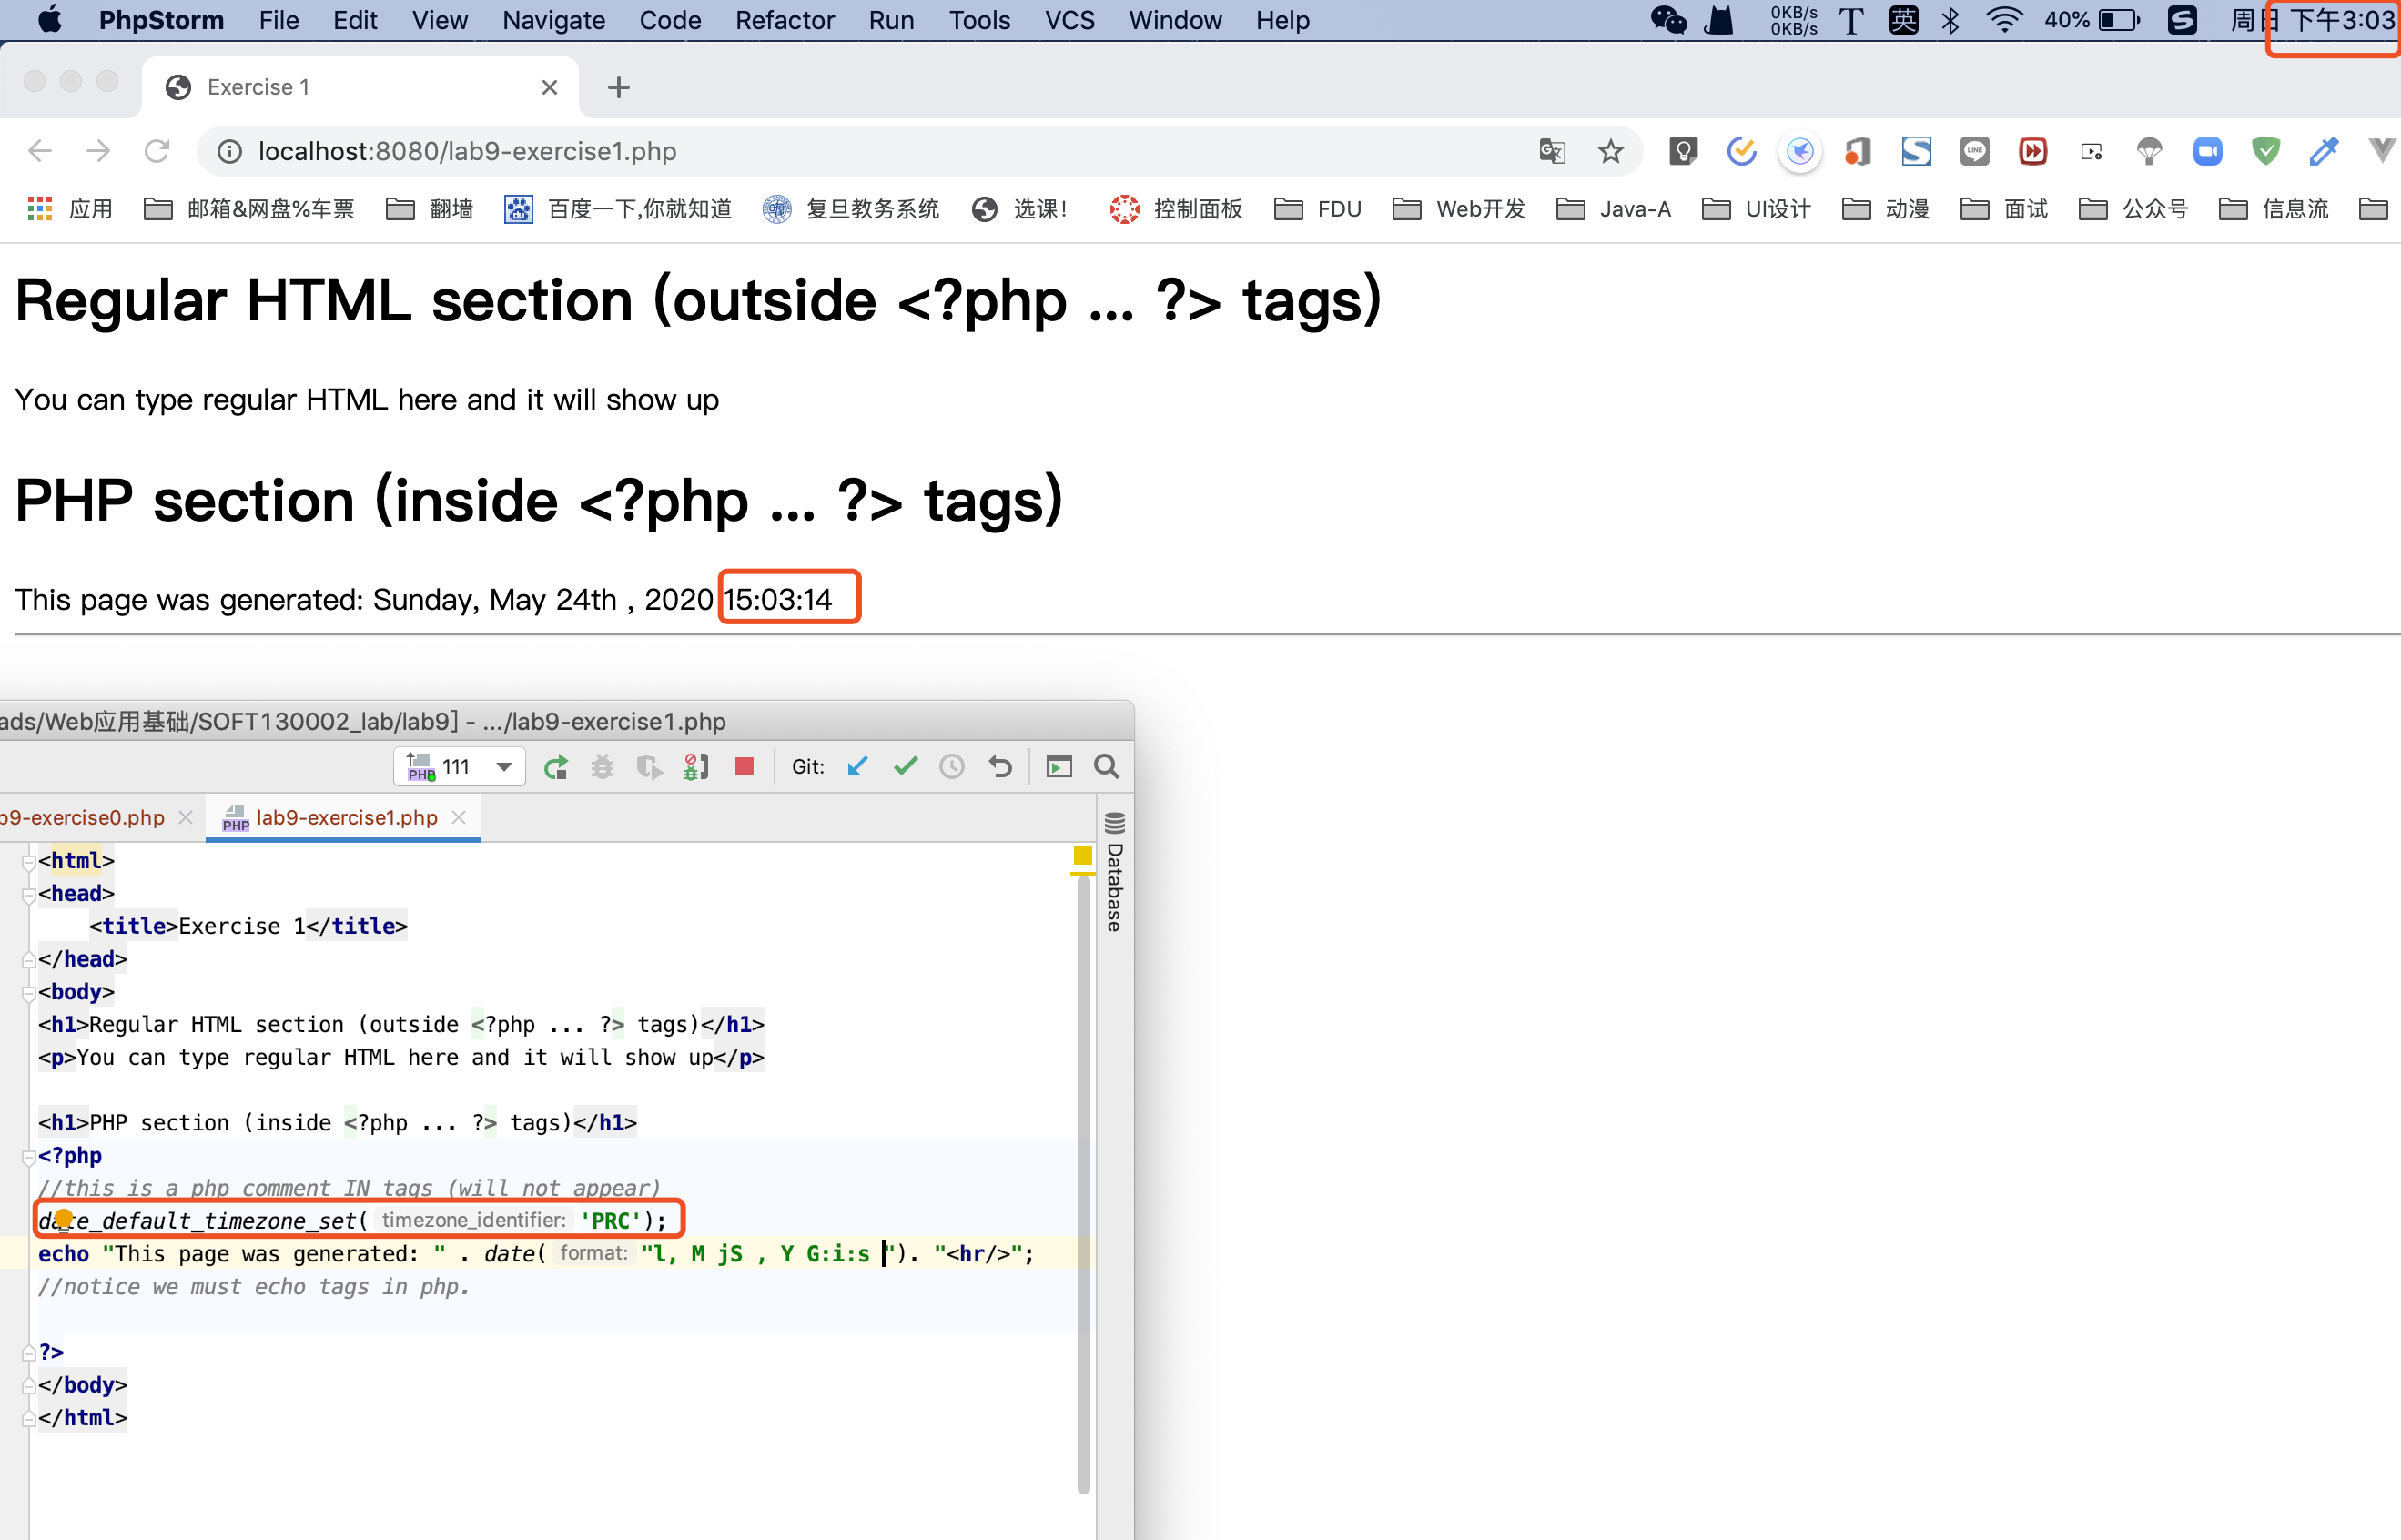 PhpStorm File Edit View Navigate Code Refactor Run Tools VCS Window Help 0KB/s 0KB/s T 英 40% S 周日 下午3:03
Exercise 1
localhost:8080/lab9-exercise1.php
应用 邮箱&网盘%车票 翻墙 百度一下,你就知道 复旦教务系统 选课! 控制面板 FDU Web开发 Java-A UI设计 动漫 面试 公众号 信息流
Regular HTML section (outside <?php ... ?> tags)
You can type regular HTML here and it will show up
PHP section (inside <?php ... ?> tags)
This page was generated: Sunday, May 24th , 2020 15:03:14
ads/Web应用基础/SOFT130002_lab/lab9] - .../lab9-exercise1.php
PHP 111 Git:
b9-exercise0.php PHP lab9-exercise1.php
Database
<html>
<head>
<title>Exercise 1</title>
</head>
<body>
<h1>Regular HTML section (outside <?php ... ?> tags)</h1>
<p>You can type regular HTML here and it will show up</p>
<h1>PHP section (inside <?php ... ?> tags)</h1>
<?php
//this is a php comment IN tags (will not appear)
date_default_timezone_set( timezone_identifier: 'PRC');
echo "This page was generated: " . date( format: "l, M jS , Y G:i:s "). "<hr/>";
//notice we must echo tags in php.
?>
</body>
</html>